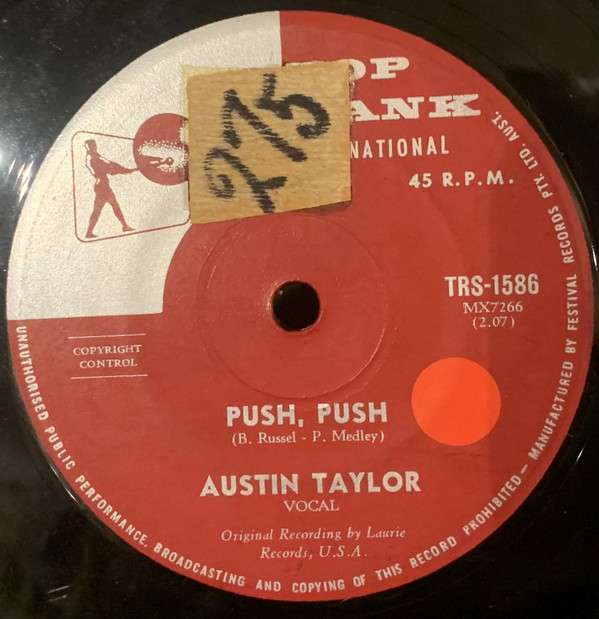 OP
ANK
NATIONAL
45 R.P.M.
275
TRS-1586
MX7266
(2.07)
COPYRIGHT
CONTROL
PUSH, PUSH
(B. Russel - P. Medley)
AUSTIN TAYLOR
VOCAL
Original Recording by Laurie
Records, U.S.A.
UNAUTHORISED PUBLIC PERFORMANCE, BROADCASTING AND COPYING OF THIS RECORD PROHIBITED — MANUFACTURED BY FESTIVAL RECORDS PTY. LTD. AUST.